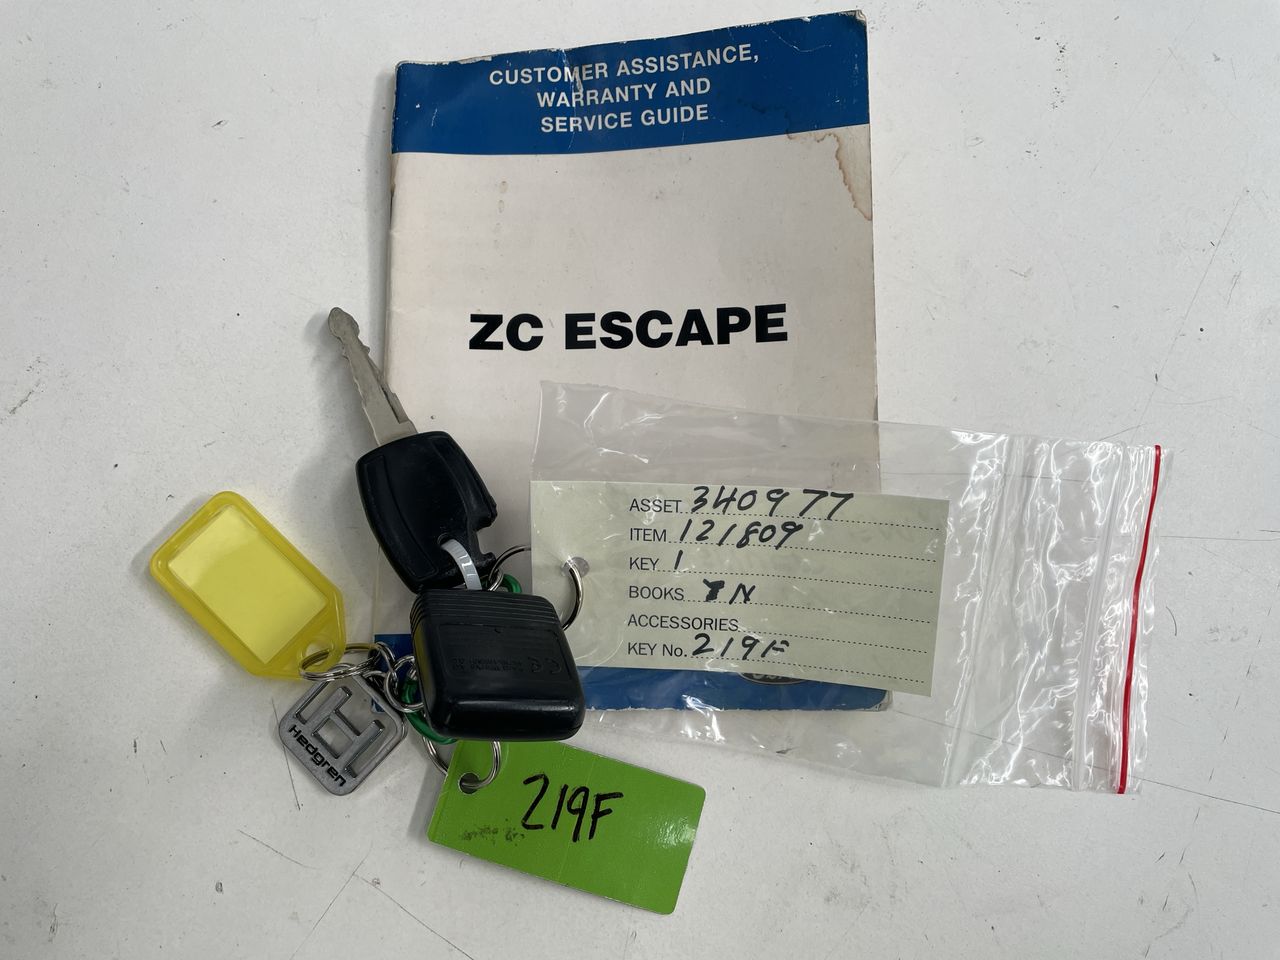 CUSTOMER ASSISTANCE,
WARRANTY AND
SERVICE GUIDE
ZC ESCAPE
ASSET 340977
ITEM 121809
KEY 1
BOOKS YN
ACCESSORIES
KEY No. 219F
Hedgren
219F